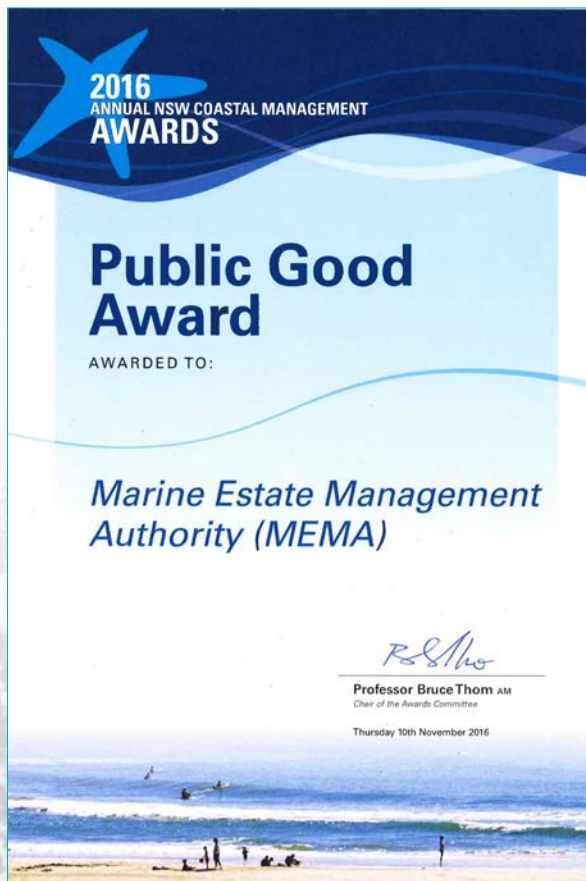 2016
ANNUAL NSW COASTAL MANAGEMENT
AWARDS
Public Good
Award
AWARDED TO:
Marine Estate Management
Authority (MEMA)
Professor Bruce Thom AM
Chair of the Awards Committee
Thursday 10th November 2016